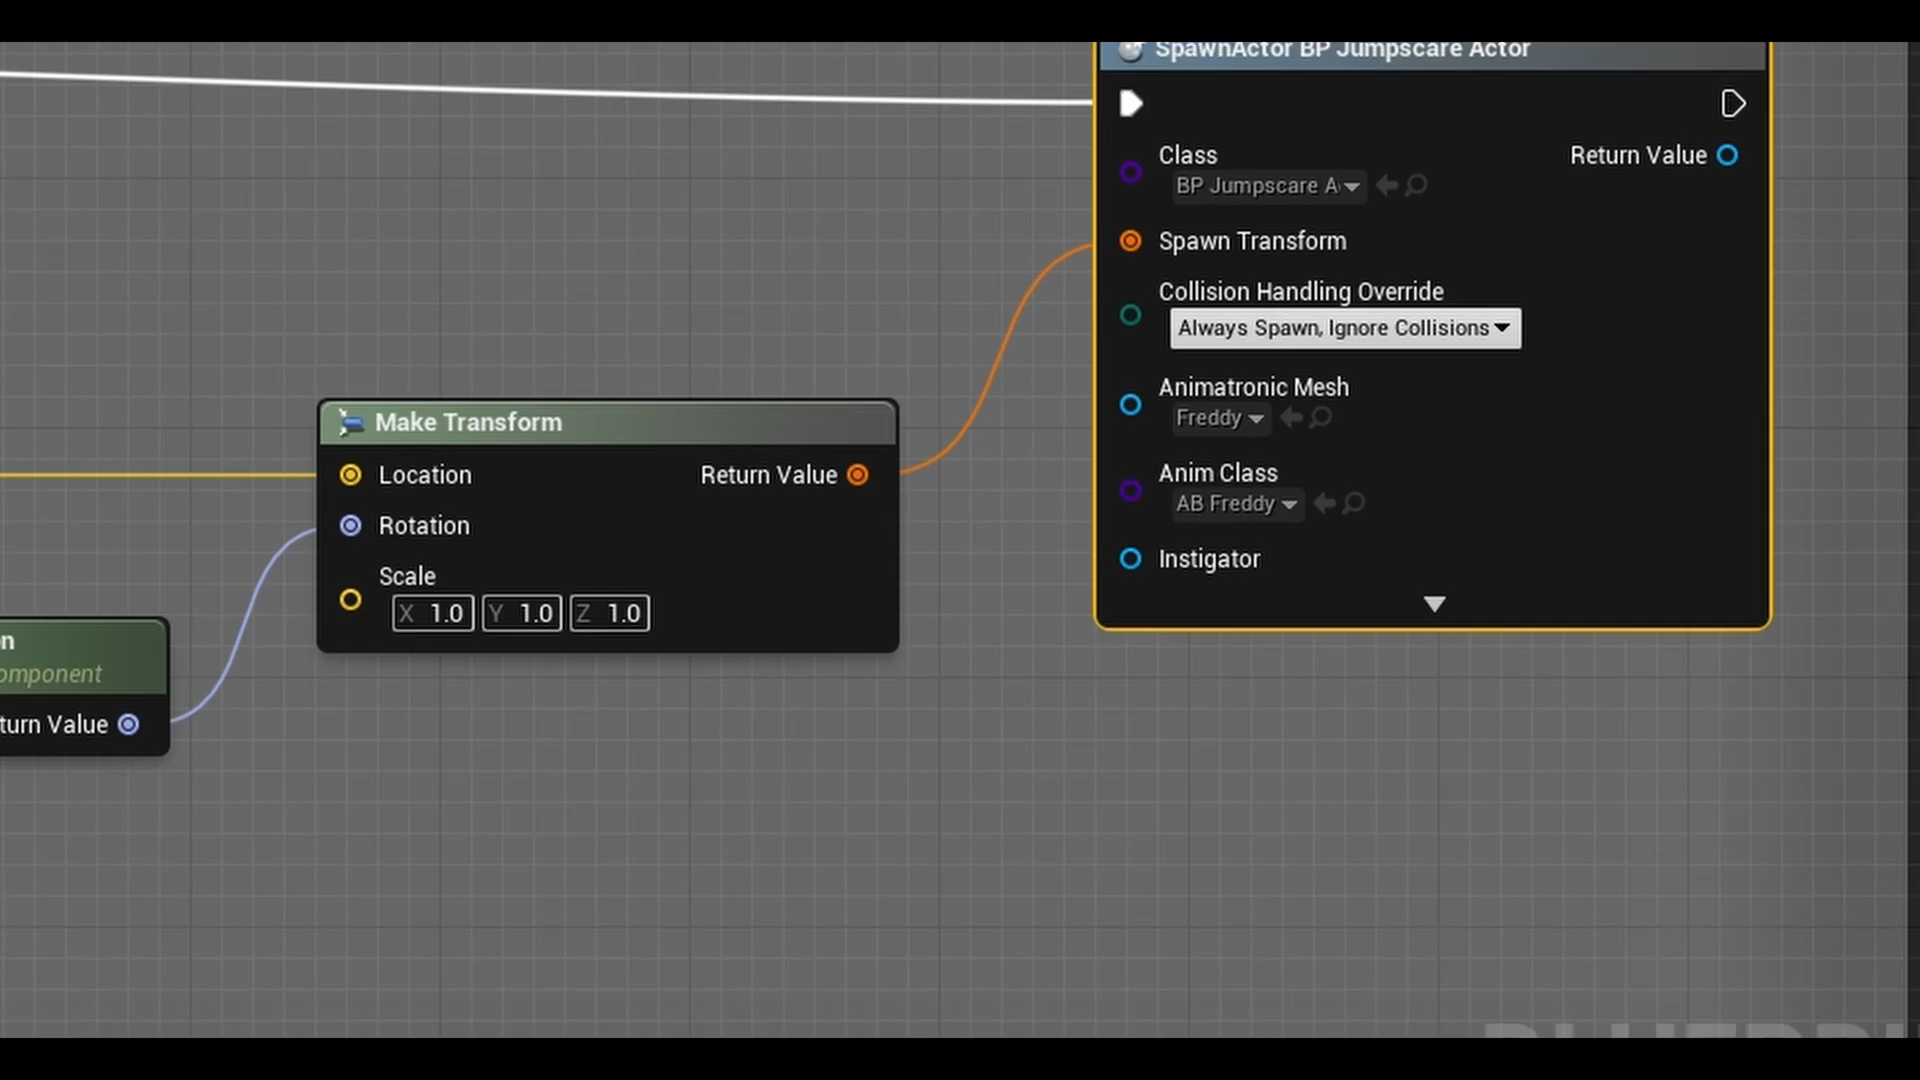 SpawnActor BP Jumpscare Actor
Class
BP Jumpscare A
Return Value
Spawn Transform
Collision Handling Override
Always Spawn, Ignore Collisions
Animatronic Mesh
Freddy
Anim Class
AB Freddy
Instigator
Make Transform
Location
Return Value
Rotation
Scale
X 1.0 Y 1.0 Z 1.0
n
omponent
turn Value